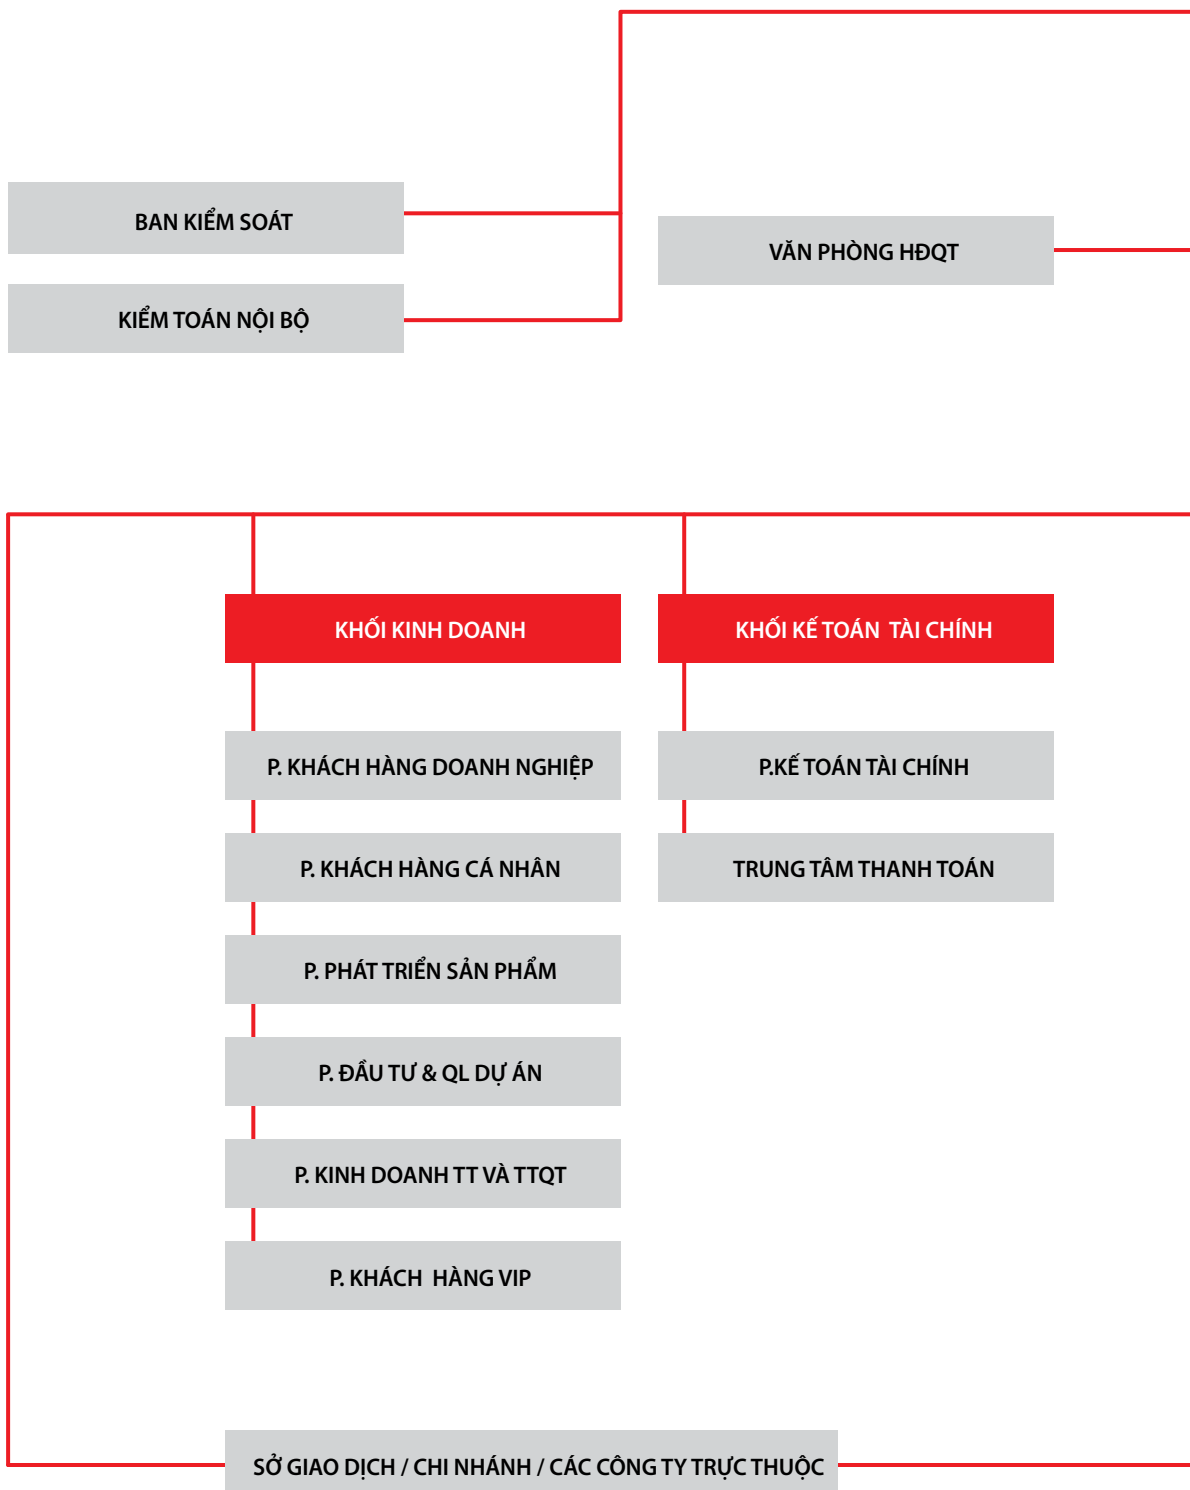 BAN KIỂM SOÁT
VĂN PHÒNG HĐQT
KIỂM TOÁN NỘI BỘ
KHỐI KINH DOANH
KHỐI KẾ TOÁN TÀI CHÍNH
P. KHÁCH HÀNG DOANH NGHIỆP
P.KẾ TOÁN TÀI CHÍNH
P. KHÁCH HÀNG CÁ NHÂN
TRUNG TÂM THANH TOÁN
P. PHÁT TRIỂN SẢN PHẨM
P. ĐẦU TƯ & QL DỰ ÁN
P. KINH DOANH TT VÀ TTQT
P. KHÁCH HÀNG VIP
SỞ GIAO DỊCH / CHI NHÁNH / CÁC CÔNG TY TRỰC THUỘC